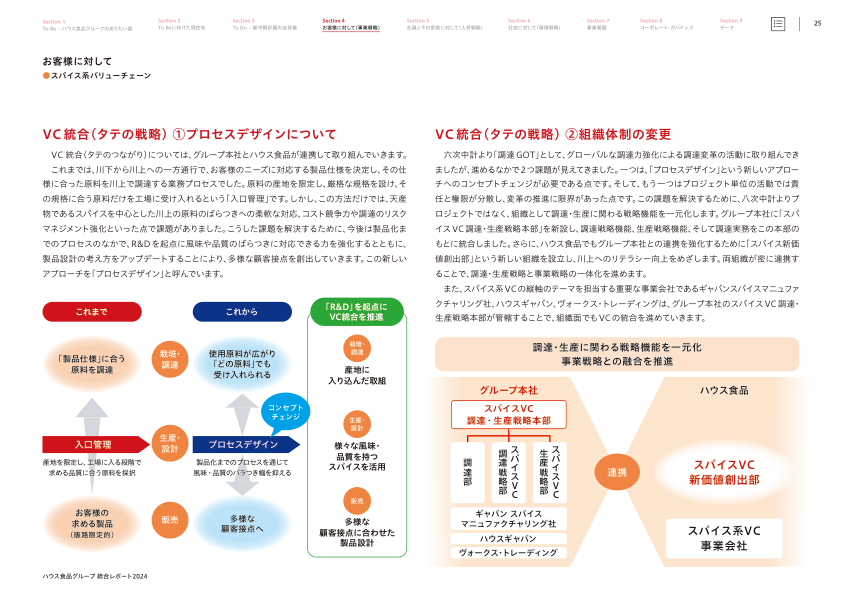 Section 1
To Be －ハウス食品グループのありたい姿
Section 2
To Beに向けた現在地
Section 3
To Do －新中期計画の全体像
Section 4
お客様に対して(事業戦略)
Section 5
社員とその家族に対して(人材戦略)
Section 6
社会に対して(環境戦略)
Section 7
事業基盤
Section 8
コーポレート・ガバナンス
Section 9
データ
25
お客様に対して
●スパイス系バリューチェーン
VC統合（タテの戦略）①プロセスデザインについて
VC 統合(タテのつながり)については、グループ本社とハウス食品が連携して取り組んでいきます。
これまでは、川下から川上への一方通行で、お客様のニーズに対応する製品仕様を決定し、その仕
様に合った原料を川上で調達する業務プロセスでした。原料の産地を限定し、厳格な規格を設け、そ
の規格に合う原料だけを工場に受け入れるという「入口管理」です。しかし、この方法だけでは、天産
物であるスパイスを中心とした川上の原料のばらつきへの柔軟な対応、コスト競争力や調達のリスク
マネジメント強化といった点で課題がありました。こうした課題を解決するために、今後は製品化ま
でのプロセスのなかで、R&Dを起点に風味や品質のばらつきに対応できる力を強化するとともに、
製品設計の考え方をアップデートすることにより、多様な顧客接点を創出していきます。この新しい
アプローチを「プロセスデザイン」と呼んでいます。
これまで
これから
「R&D」を起点に
VC統合を推進
「製品仕様」に合う
原料を調達
栽培・
調達
使用原料が広がり
「どの原料」でも
受け入れられる
栽培・
調達
産地に
入り込んだ取組
コンセプト
チェンジ
入口管理
生産・
設計
プロセスデザイン
産地を限定し、工場に入る段階で
求める品質に合う原料を採択
製品化までのプロセスを通じて
風味・品質のバラつき幅を抑える
生産・
設計
様々な風味・
品質を持つ
スパイスを活用
お客様の
求める製品
(販路限定的)
販売
多様な
顧客接点へ
販売
多様な
顧客接点に合わせた
製品設計
VC統合（タテの戦略）②組織体制の変更
六次中計より「調達GOT」として、グローバルな調達力強化による調達変革の活動に取り組んでき
ましたが、進めるなかで2つ課題が見えてきました。一つは、「プロセスデザイン」という新しいアプロー
チへのコンセプトチェンジが必要である点です。そして、もう一つはプロジェクト単位の活動では責
任と権限が分散し、変革の推進に限界があった点です。この課題を解決するために、八次中計よりプ
ロジェクトではなく、組織として調達・生産に関わる戦略機能を一元化します。グループ本社に「スパ
イスVC調達・生産戦略本部」を新設し、調達戦略機能、生産戦略機能、そして調達実務をこの本部の
もとに統合しました。さらに、ハウス食品でもグループ本社との連携を強化するために「スパイス新価
値創出部」という新しい組織を設立し、川上へのリテラシー向上をめざします。両組織が密に連携す
ることで、調達・生産戦略と事業戦略の一体化を進めます。
また、スパイス系VCの縦軸のテーマを担当する重要な事業会社であるギャバンスパイスマニュファ
クチャリング社、ハウスギャバン、ヴォークス・トレーディングは、グループ本社のスパイスVC調達・
生産戦略本部が管轄することで、組織面でもVCの統合を進めていきます。
調達・生産に関わる戦略機能を一元化
事業戦略との融合を推進
グループ本社
スパイスVC
調達・生産戦略本部
調達部
スパイスVC
調達戦略部
スパイスVC
生産戦略部
ギャバン スパイス
マニュファクチャリング社
ハウスギャバン
ヴォークス・トレーディング
連携
ハウス食品
スパイスVC
新価値創出部
スパイス系VC
事業会社
ハウス食品グループ 統合レポート2024